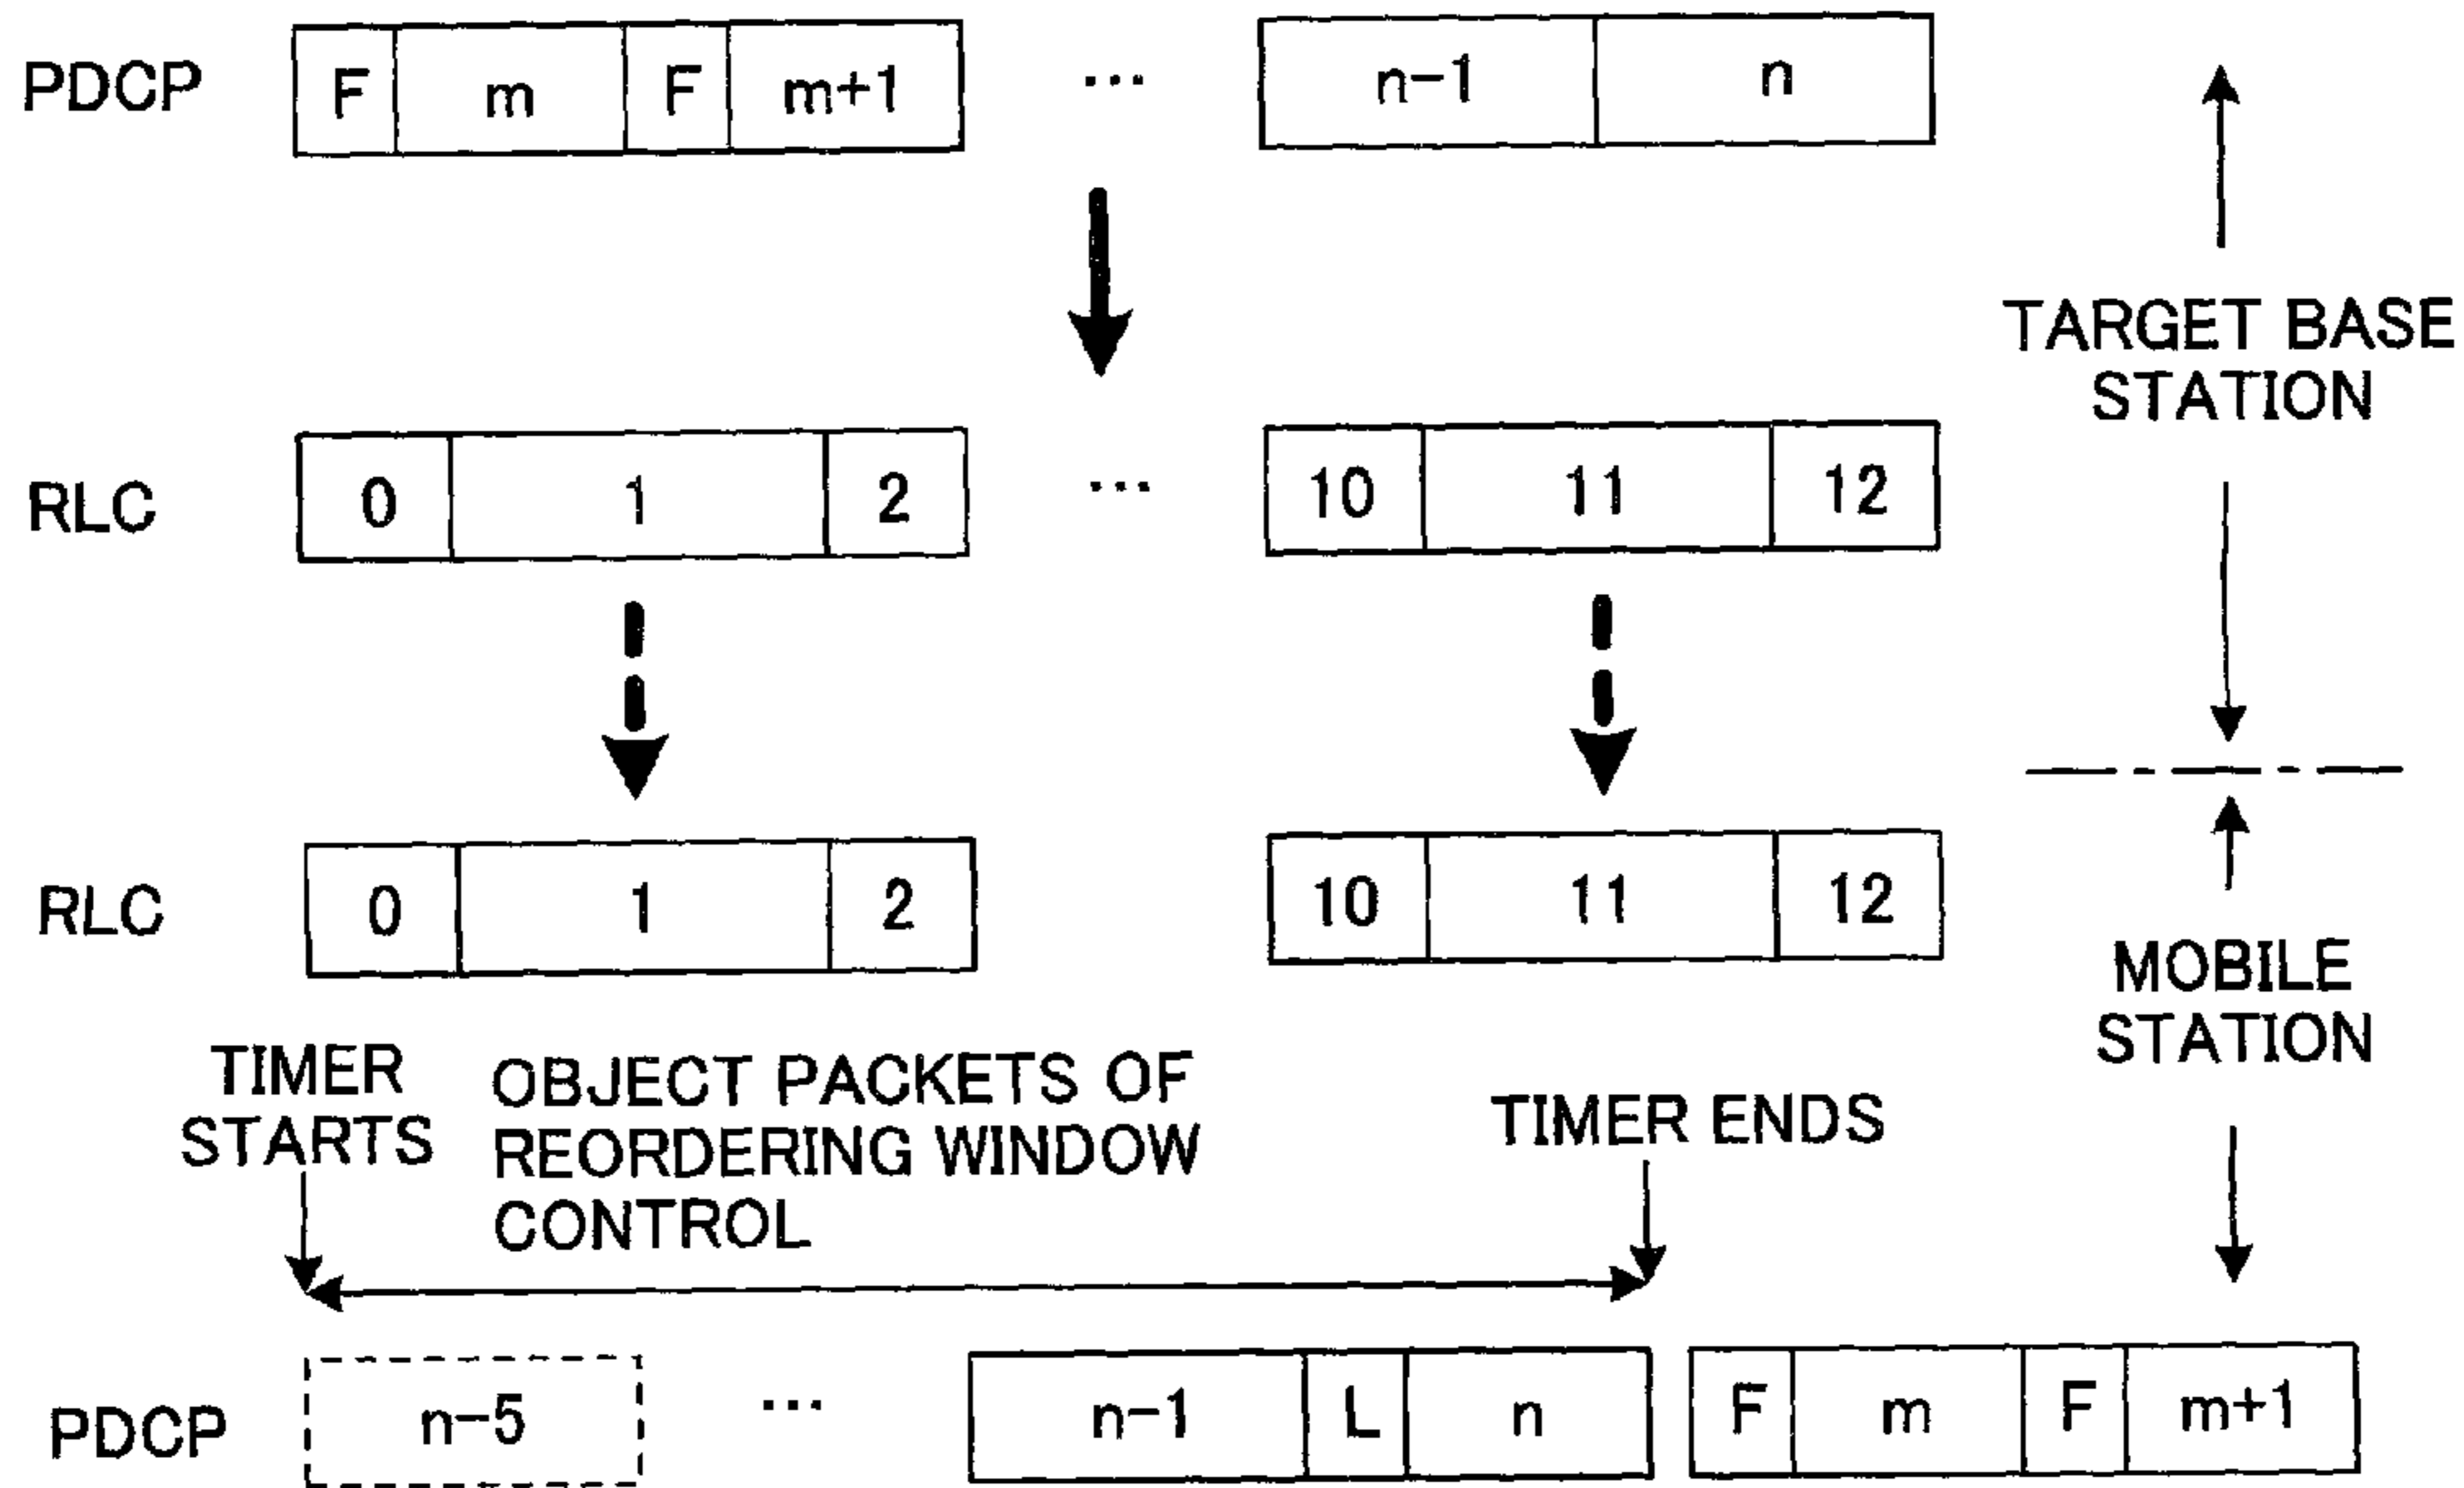 PDCP F m F m+1 ... n-1 n
TARGET BASE
STATION
RLC 0 1 2 ... 10 11 12
RLC 0 1 2 10 11 12
MOBILE
STATION
TIMER
STARTS
OBJECT PACKETS OF
REORDERING WINDOW
CONTROL
TIMER ENDS
PDCP n-5 ... n-1 L n F m F m+1